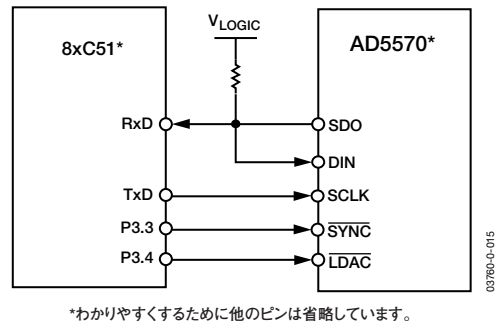 VLOGIC
8xC51*
AD5570*
RxD
SDO
DIN
TxD
SCLK
P3.3
SYNC
P3.4
LDAC
03760-0-015
*わかりやすくするために他のピンは省略しています。